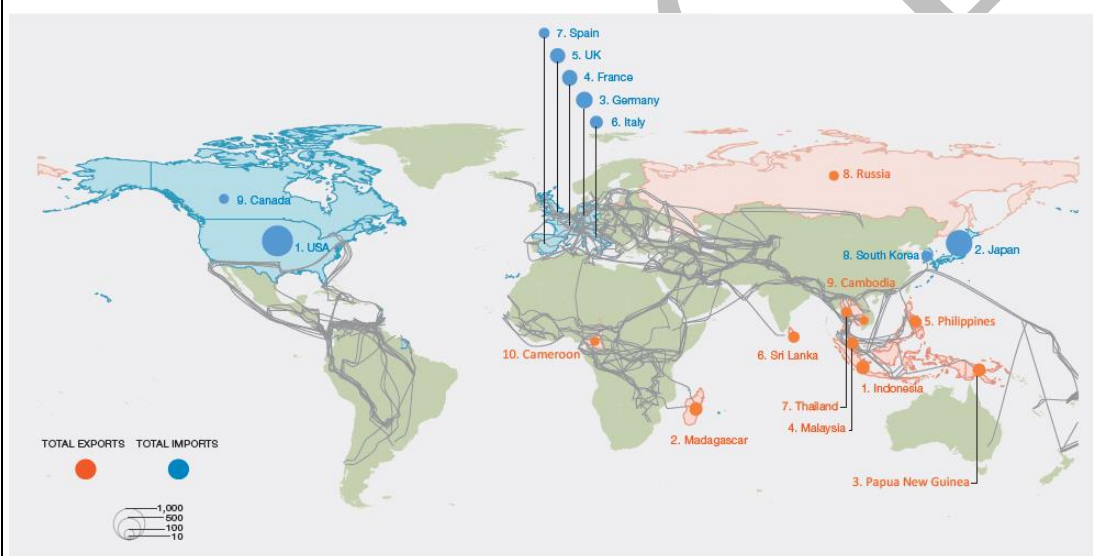 7. Spain
5. UK
4. France
3. Germany
6. Italy
8. Russia
9. Canada
1. USA
8. South Korea
2. Japan
9. Cambodia
5. Philippines
10. Cameroon
6. Sri Lanka
1. Indonesia
7. Thailand
4. Malaysia
2. Madagascar
3. Papua New Guinea
TOTAL EXPORTS TOTAL IMPORTS
1,000
500
100
10